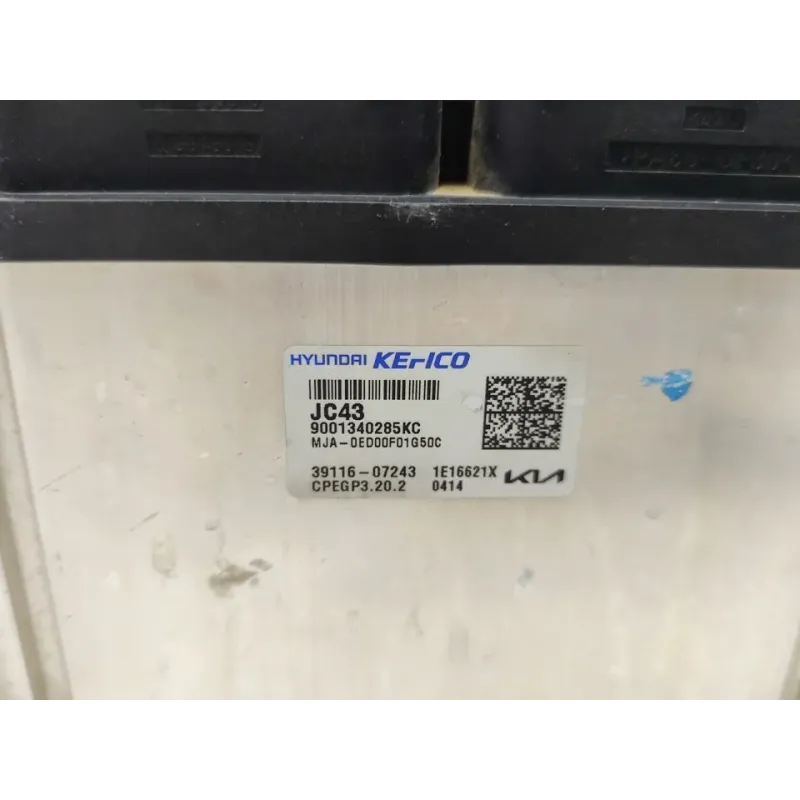 HYUNDAI KEFICO
JC43
9001340285KC
MJA-0ED00F01G50C
39116-07243 1E16621X KIA
CPEGP3.20.2 0414